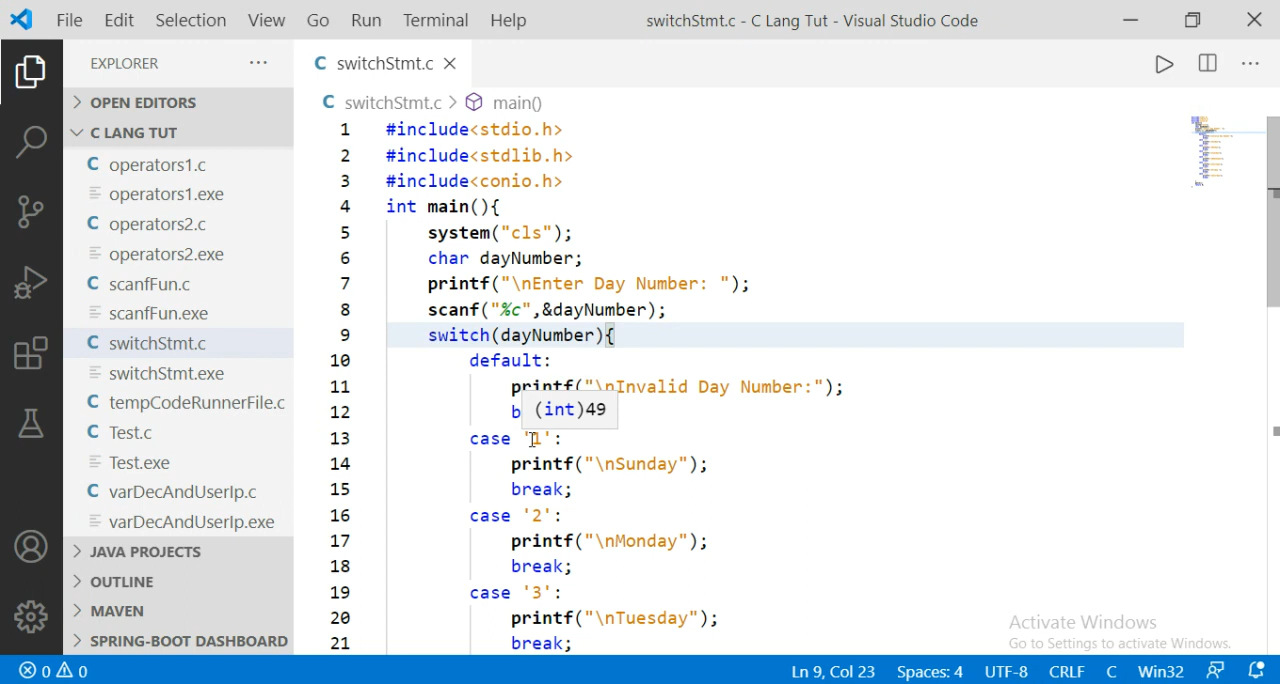 File Edit Selection View Go Run Terminal Help switchStmt.c - C Lang Tut - Visual Studio Code
EXPLORER
OPEN EDITORS
C LANG TUT
C operators1.c
operators1.exe
C operators2.c
operators2.exe
C scanfFun.c
scanfFun.exe
C switchStmt.c
switchStmt.exe
C tempCodeRunnerFile.c
C Test.c
Test.exe
C varDecAndUserIp.c
varDecAndUserIp.exe
JAVA PROJECTS
OUTLINE
MAVEN
SPRING-BOOT DASHBOARD
C switchStmt.c
C switchStmt.c > main()
1 #include<stdio.h>
2 #include<stdlib.h>
3 #include<conio.h>
4 int main(){
5 system("cls");
6 char dayNumber;
7 printf("\nEnter Day Number: ");
8 scanf("%c",&dayNumber);
9 switch(dayNumber){
10 default:
11 printf("\nInvalid Day Number:");
12 b
(int)49
13 case '1':
14 printf("\nSunday");
15 break;
16 case '2':
17 printf("\nMonday");
18 break;
19 case '3':
20 printf("\nTuesday");
21 break;
Activate Windows
Go to Settings to activate Windows.
0 0 Ln 9, Col 23 Spaces: 4 UTF-8 CRLF C Win32